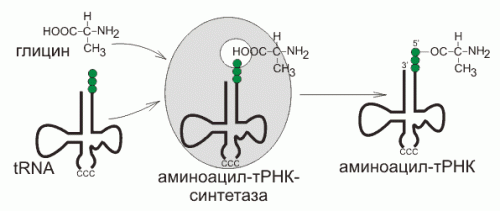 H
HOOC NH₂
CH₃
глицин
tRNA
CCC
H
HOOC NH₂
CH₃
CCC
аминоацил-тРНК-
синтетаза
5'
3'
H
O-OC NH₂
CH₃
CCC
аминоацил-тРНК